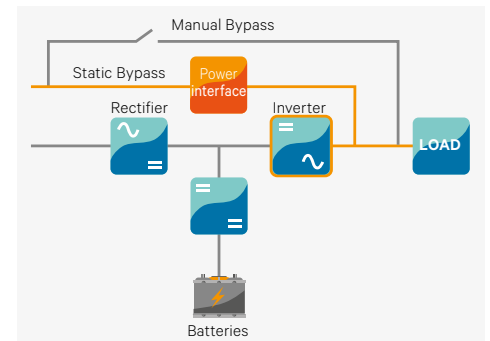 Manual Bypass
Static Bypass
Power
interface
Rectifier
Inverter
LOAD
Batteries